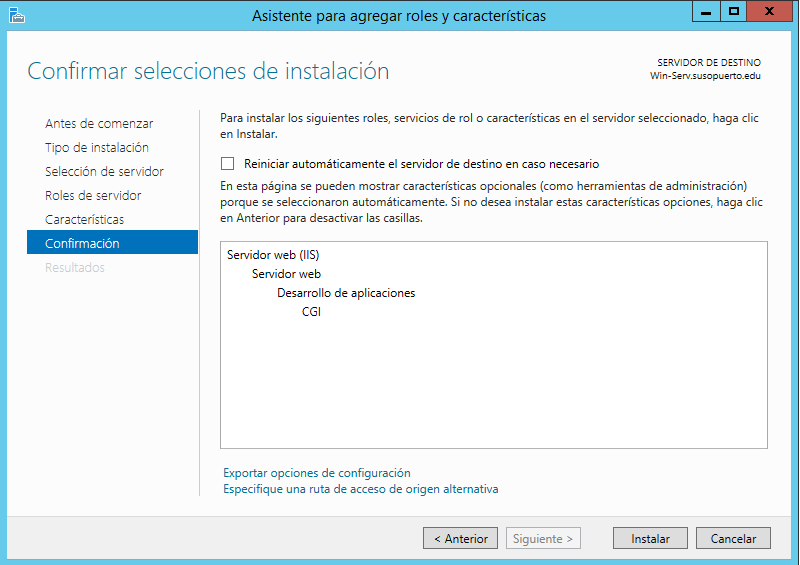 Asistente para agregar roles y características
Confirmar selecciones de instalación
SERVIDOR DE DESTINO
Win-Serv.susopuerto.edu
Antes de comenzar
Tipo de instalación
Selección de servidor
Roles de servidor
Características
Confirmación
Resultados
Para instalar los siguientes roles, servicios de rol o características en el servidor seleccionado, haga clic
en Instalar.
Reiniciar automáticamente el servidor de destino en caso necesario
En esta página se pueden mostrar características opcionales (como herramientas de administración)
porque se seleccionaron automáticamente. Si no desea instalar estas características opciones, haga clic
en Anterior para desactivar las casillas.
Servidor web (IIS)
Servidor web
Desarrollo de aplicaciones
CGI
Exportar opciones de configuración
Especifique una ruta de acceso de origen alternativa
< Anterior
Siguiente >
Instalar
Cancelar